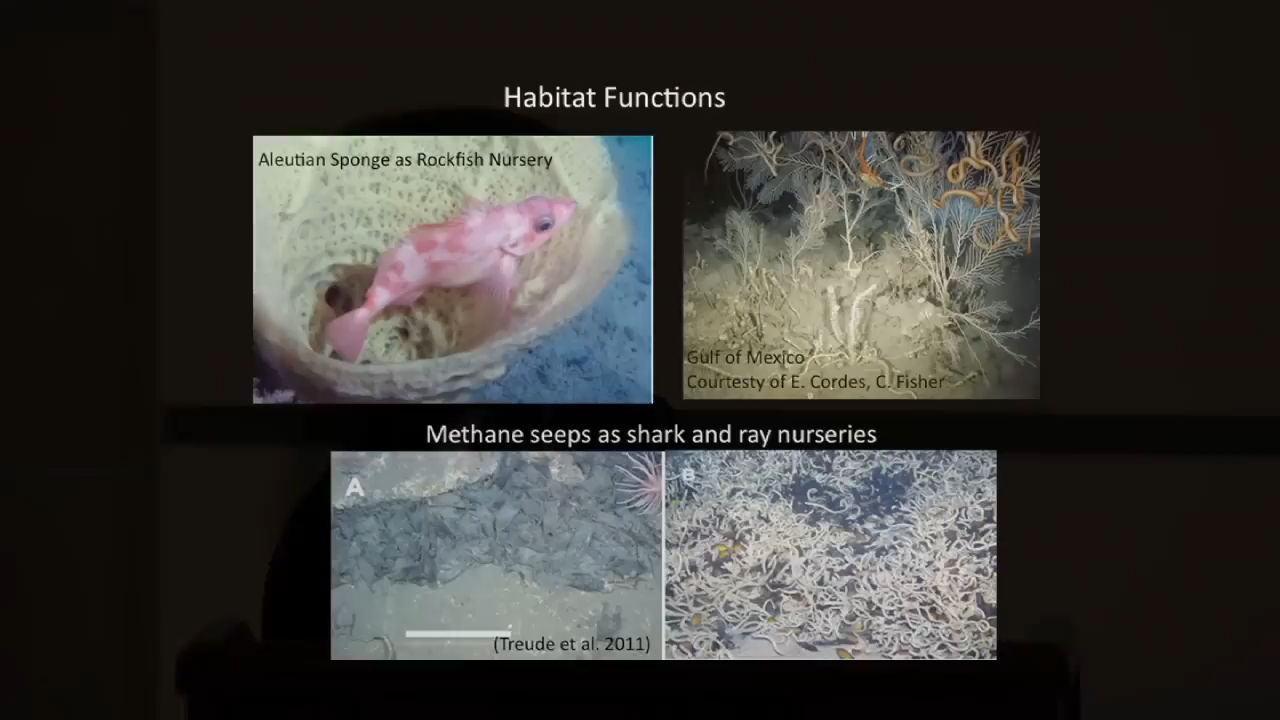 Habitat Functions
Aleutian Sponge as Rockfish Nursery
Gulf of Mexico
Courtesty of E. Cordes, C. Fisher
Methane seeps as shark and ray nurseries
A
B
(Treude et al. 2011)